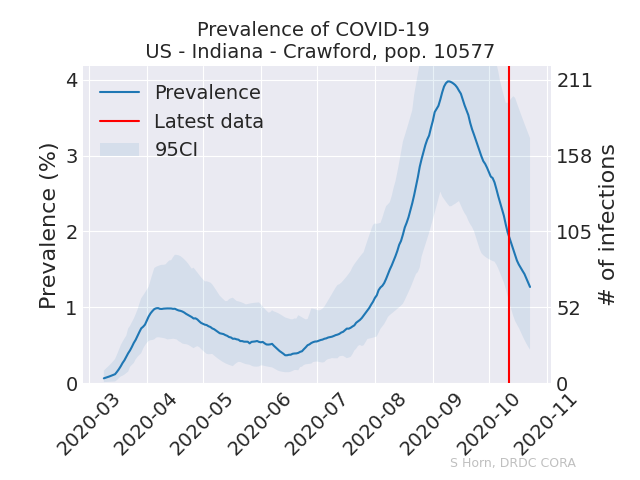 Prevalence of COVID-19
US - Indiana - Crawford, pop. 10577
Prevalence
Latest data
95CI
Prevalence (%)
4
3
2
1
0
211
158
105
52
0
# of infections
2020-03
2020-04
2020-05
2020-06
2020-07
2020-08
2020-09
2020-10
2020-11
S Horn, DRDC CORA